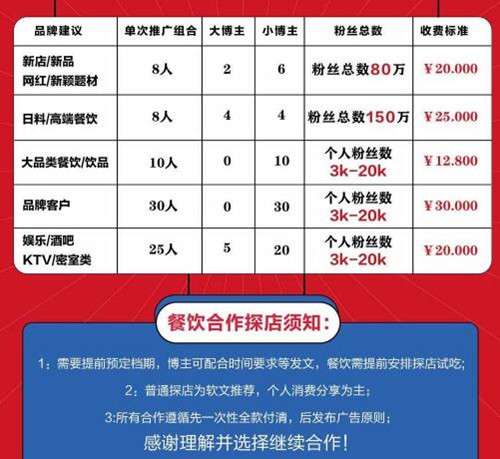 品牌建议 单次推广组合 大博主 小博主 粉丝总数 收费标准
新店/新品
网红/新颖题材 8人 2 6 粉丝总数80万 ￥20.000
日料/高端餐饮 8人 4 4 粉丝总数150万 ￥25.000
大品类餐饮/饮品 10人 0 10 个人粉丝数
3k-20k ￥12.800
品牌客户 30人 0 30 个人粉丝数
3k-20k ￥30.000
娱乐/酒吧
KTV/密室类 25人 5 20 个人粉丝数
3k-20k ￥20.000
餐饮合作探店须知：
1；需要提前预定档期，博主可配合时间要求等发文，餐饮需提前安排探店试吃;
2；普通探店为软文推荐，个人消费分享为主；
3;所有合作遵循先一次性全款付清，后发布广告原则；
感谢理解并选择继续合作！